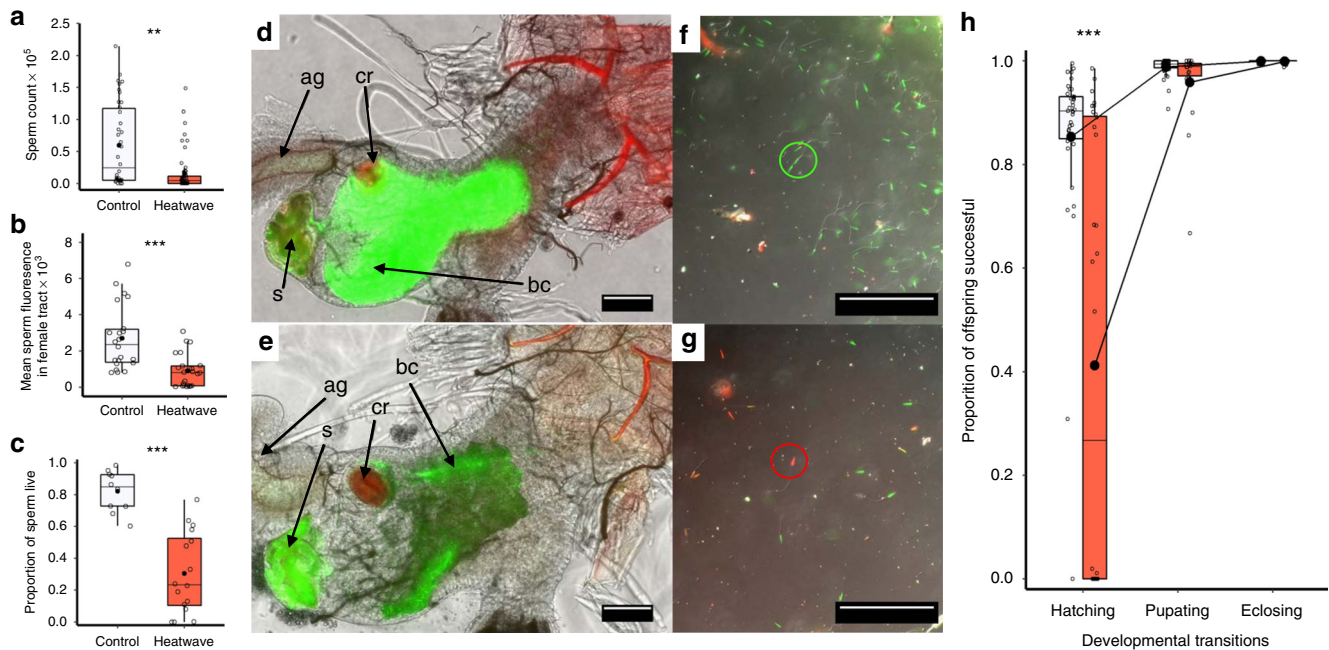 a
**
2.5
2.0
1.5
1.0
0.5
0.0
Sperm count × 10⁵
Control Heatwave
b
***
8
6
4
2
0
Mean sperm fluoresence
in female tract × 10³
Control Heatwave
c
***
1.0
0.8
0.6
0.4
0.2
0.0
Proportion of sperm live
Control Heatwave
d
ag
cr
s
bc
e
ag
s
cr
bc
f
g
h
***
1.0
0.8
0.6
0.4
0.2
0.0
Proportion of offspring successful
Hatching Pupating Eclosing
Developmental transitions